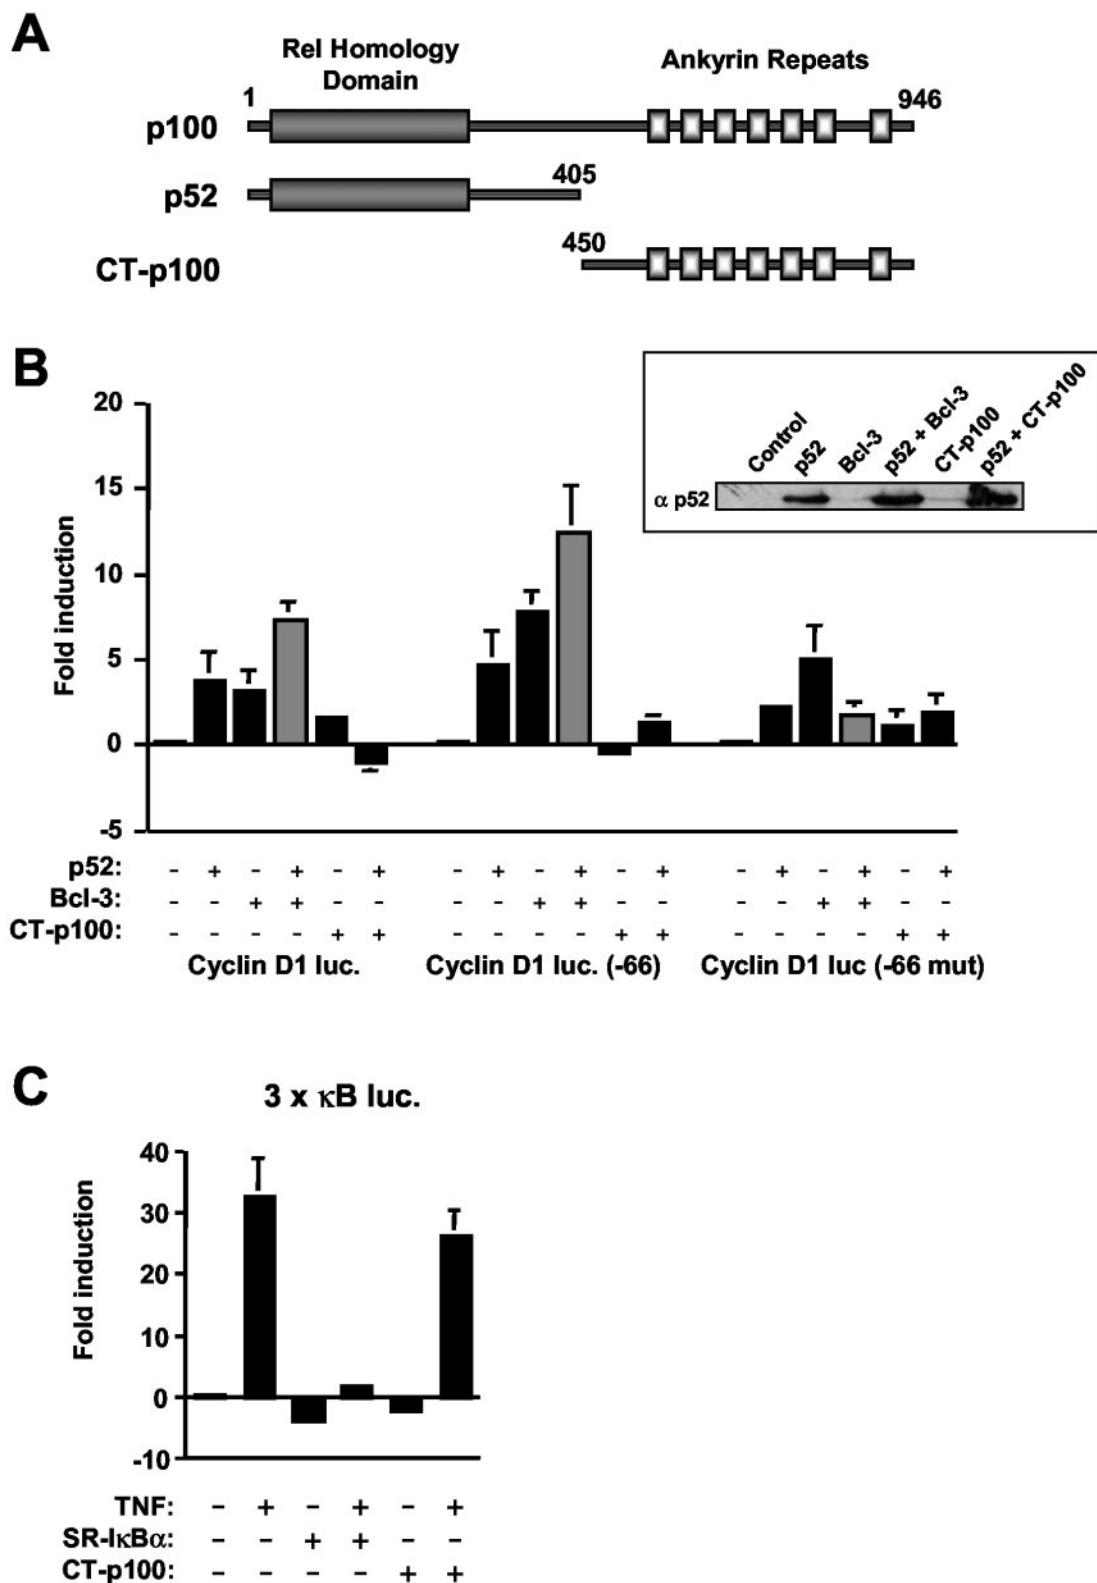 A
Rel Homology
Domain
Ankyrin Repeats
1
946
p100
405
p52
450
CT-p100
B
Control
p52
Bcl-3
p52 + Bcl-3
CT-p100
p52 + CT-p100
α p52
20
15
10
5
0
-5
Fold induction
p52: - + - + - + - + - + - + - + - + - +
Bcl-3: - - + + - - - - + + - - - - + + - -
CT-p100: - - - - + + - - - - + + - - - - + +
Cyclin D1 luc. Cyclin D1 luc. (-66) Cyclin D1 luc (-66 mut)
C
3 x κB luc.
40
30
20
10
0
-10
Fold induction
TNF: - + - + - +
SR-IκBα: - - + + - -
CT-p100: - - - - + +